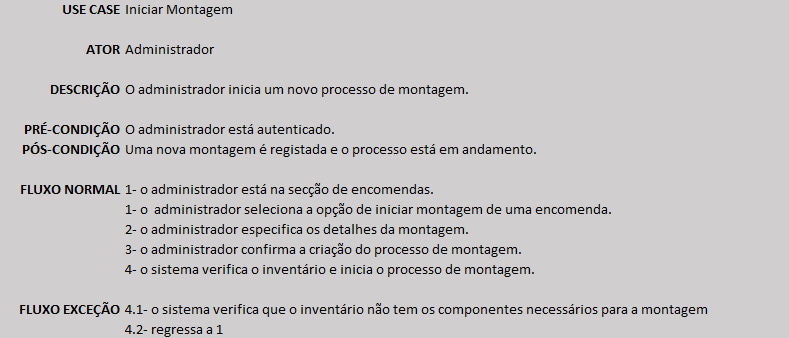 USE CASE Iniciar Montagem
ATOR Administrador
DESCRIÇÃO O administrador inicia um novo processo de montagem.
PRÉ-CONDIÇÃO O administrador está autenticado.
PÓS-CONDIÇÃO Uma nova montagem é registada e o processo está em andamento.
FLUXO NORMAL 1- o administrador está na secção de encomendas.
1- o  administrador seleciona a opção de iniciar montagem de uma encomenda.
2- o administrador especifica os detalhes da montagem.
3- o administrador confirma a criação do processo de montagem.
4- o sistema verifica o inventário e inicia o processo de montagem.
FLUXO EXCEÇÃO 4.1- o sistema verifica que o inventário não tem os componentes necessários para a montagem
4.2- regressa a 1